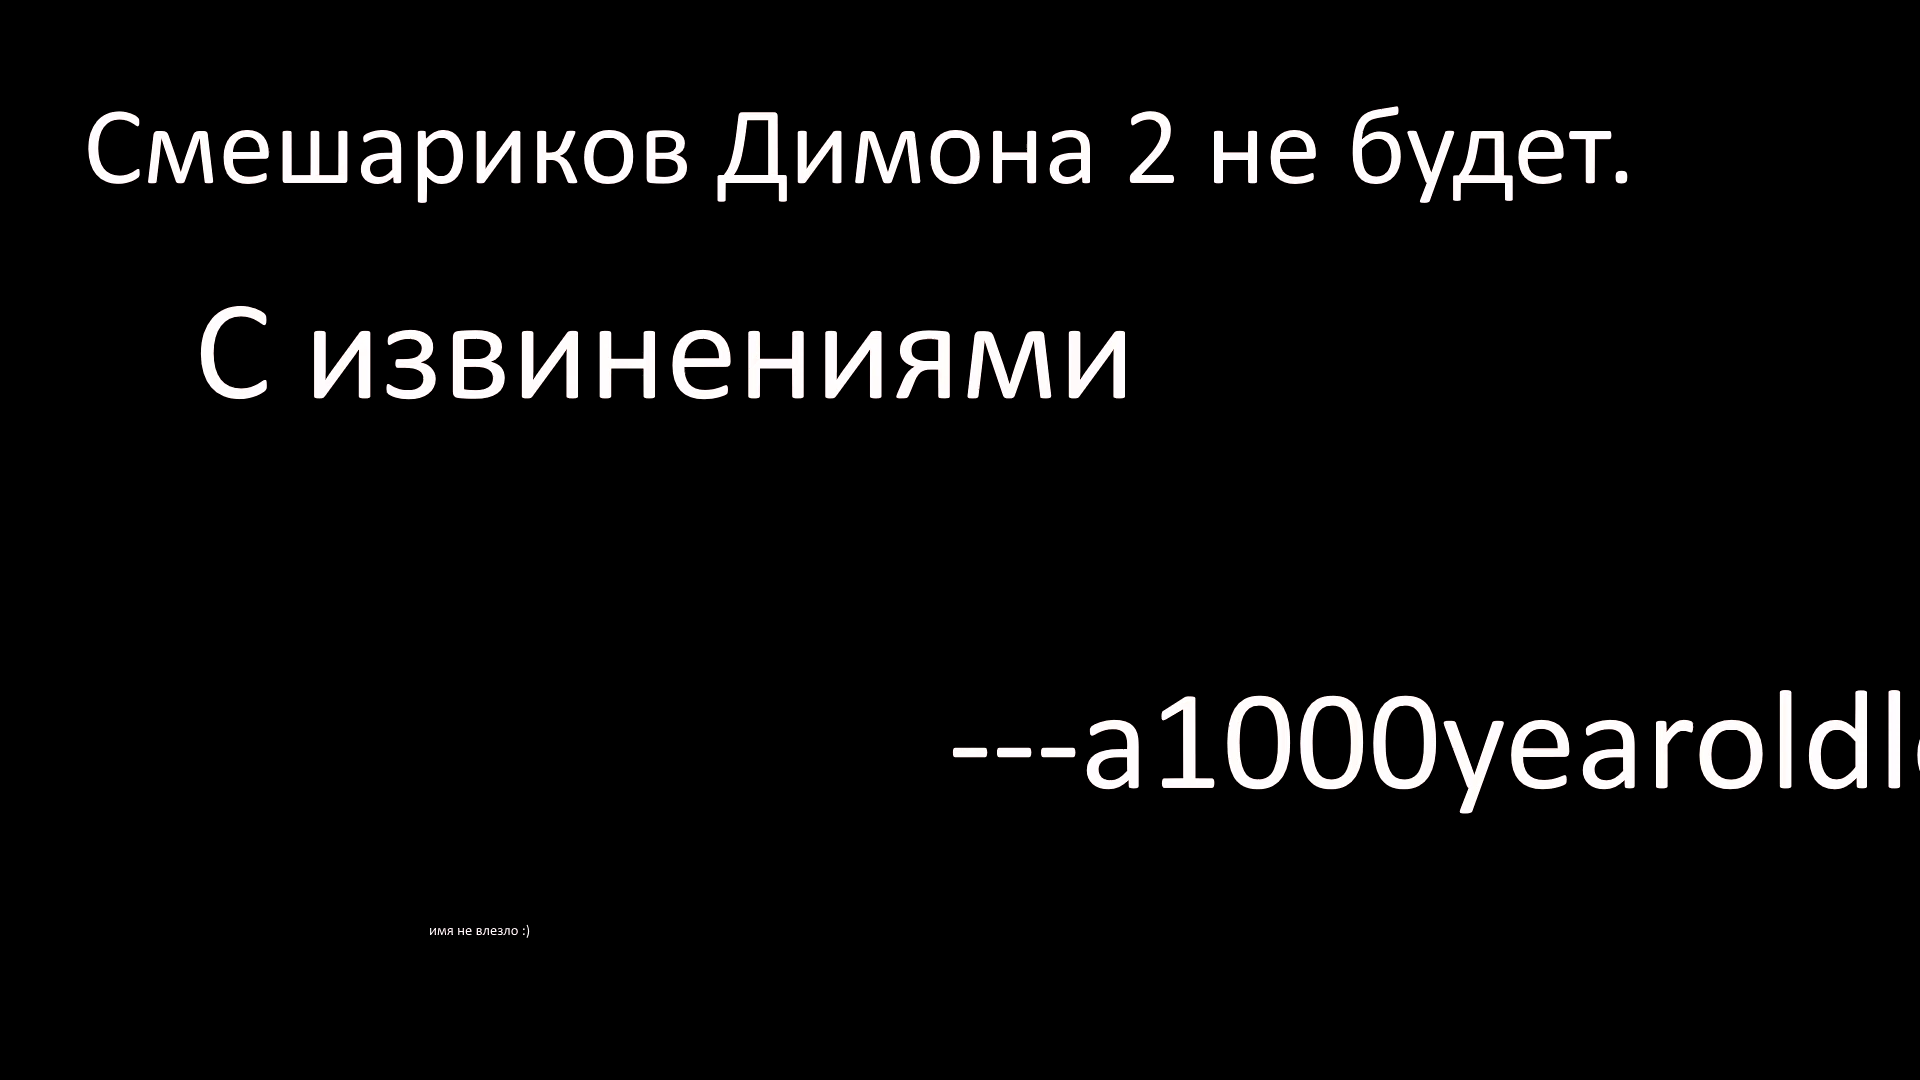 Смешариков Димона 2 не будет.
С извинениями
---a1000yearoldl
имя не влезло :)